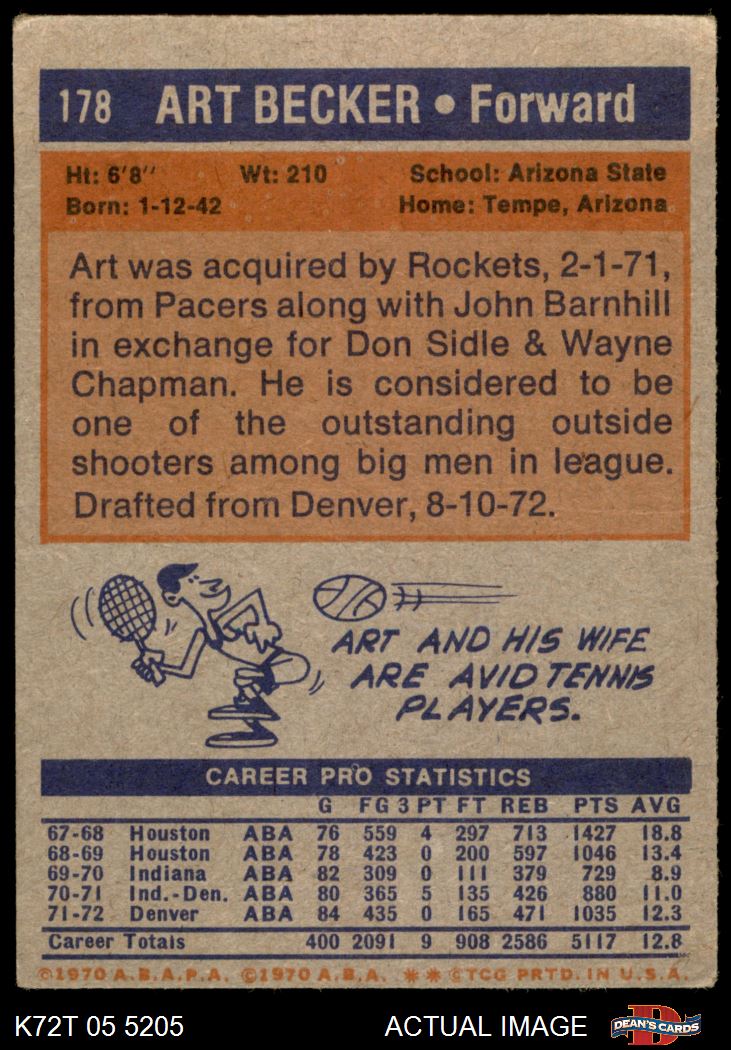 178 ART BECKER • Forward
Ht: 6'8" Wt: 210 School: Arizona State
Born: 1-12-42 Home: Tempe, Arizona
Art was acquired by Rockets, 2-1-71,
from Pacers along with John Barnhill
in exchange for Don Sidle & Wayne
Chapman. He is considered to be
one of the outstanding outside
shooters among big men in league.
Drafted from Denver, 8-10-72.
ART AND HIS WIFE
ARE AVID TENNIS
PLAYERS.
CAREER PRO STATISTICS
G FG 3 PT FT REB PTS AVG
67-68 Houston ABA 76 559 4 297 713 1427 18.8
68-69 Houston ABA 78 423 0 200 597 1046 13.4
69-70 Indiana ABA 82 309 0 111 379 729 8.9
70-71 Ind.-Den. ABA 80 365 5 135 426 880 11.0
71-72 Denver ABA 84 435 0 165 471 1035 12.3
Career Totals 400 2091 9 908 2586 5117 12.8
©1970 A.B.A.P.A. ©1970 A.B.A. ** ©TCG PRTD. IN U.S.A.
K72T 05 5205 ACTUAL IMAGE DEAN'S CARDS